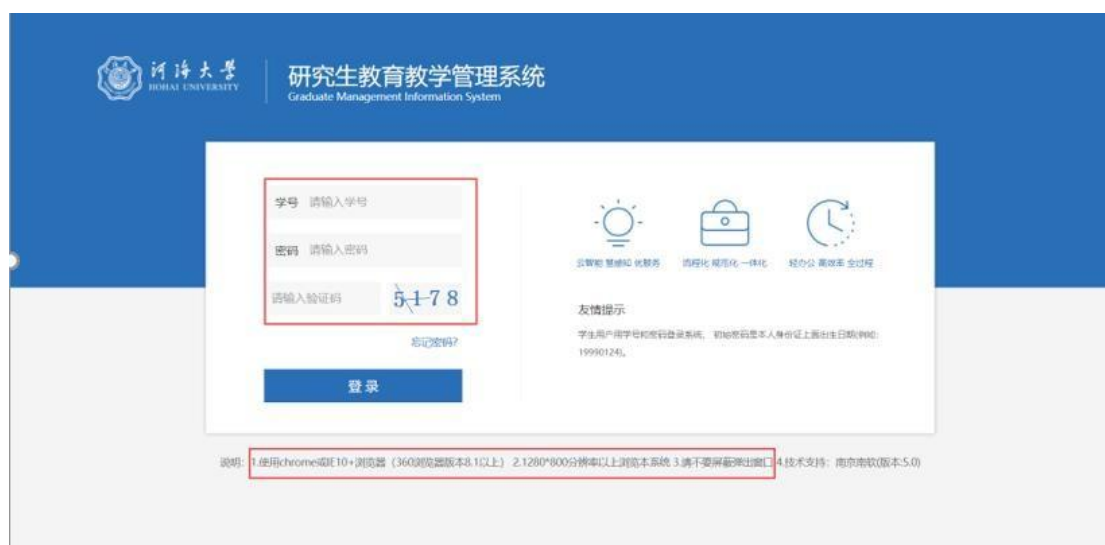 河海大学
HOHAI UNIVERSITY
研究生教育教学管理系统
Graduate Management Information System
学号 请输入学号
密码 请输入密码
请输入验证码 5178
忘记密码?
登录
云智能 慧感知 优服务
流程化 规范化 一体化
轻办公 高效率 全过程
友情提示
学生用户用学号和密码登录系统, 初始密码是本人身份证上面出生日期(例如:
19990124)。
说明: 1.使用chrome或IE10+浏览器 (360浏览器版本8.1以上) 2.1280*800分辨率以上浏览本系统 3.请不要屏蔽弹出窗口 4.技术支持: 南京南软(版本:5.0)